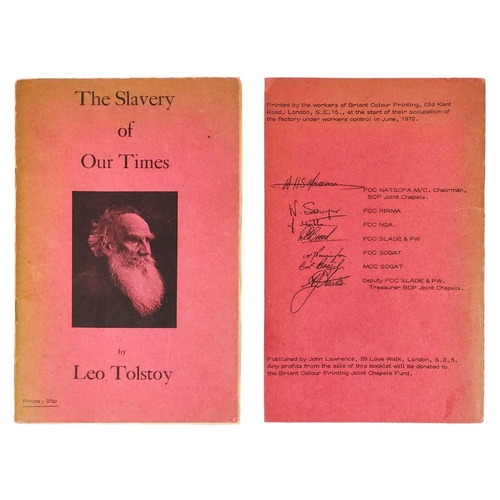 The Slavery
of
Our Times
by
Leo Tolstoy
Price: 25p
Printed by the workers of Briant Colour Printing, Old Kent
Road, London, S.E.15., at the start of their occupation of
the factory under workers control in June, 1972.
FOC NATSOPA M/C. Chairman,
BCP Joint Chapels.
FOC RIRMA
FOC NGA
FOC SLADE & PW
FOC SOGAT
MOC SOGAT
Deputy FOC SLADE & PW,
Treasurer BCP Joint Chapels.
Published by John Lawrence, 29 Love Walk, London, S.E.5.
Any profits from the sale of this booklet will be donated to
the Briant Colour Printing Joint Chapels Fund.